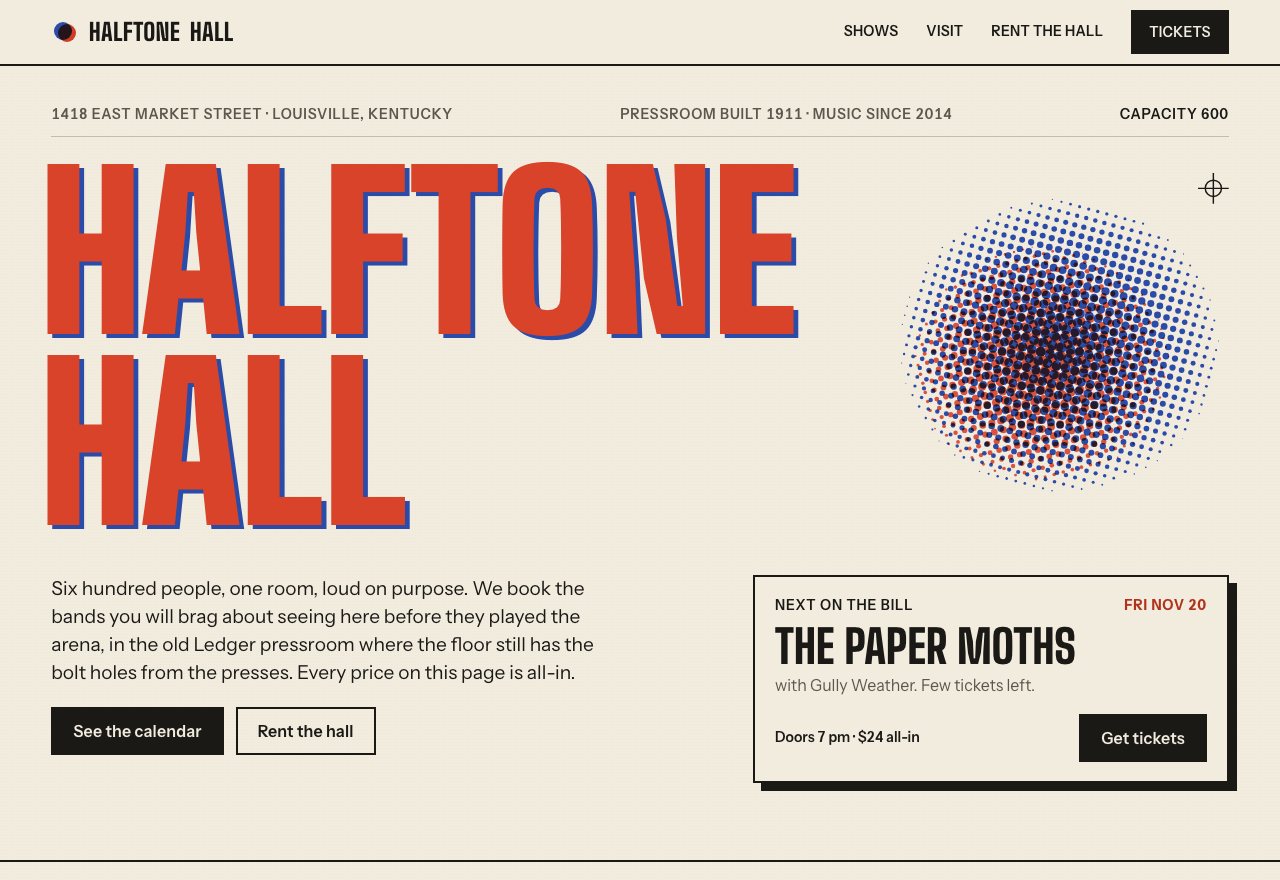 HALFTONE HALL
SHOWS VISIT RENT THE HALL TICKETS
1418 EAST MARKET STREET · LOUISVILLE, KENTUCKY
PRESSROOM BUILT 1911 · MUSIC SINCE 2014
CAPACITY 600
HALFTONE
HALL
Six hundred people, one room, loud on purpose. We book the
bands you will brag about seeing here before they played the
arena, in the old Ledger pressroom where the floor still has the
bolt holes from the presses. Every price on this page is all-in.
See the calendar
Rent the hall
NEXT ON THE BILL
FRI NOV 20
THE PAPER MOTHS
with Gully Weather. Few tickets left.
Doors 7 pm · $24 all-in
Get tickets